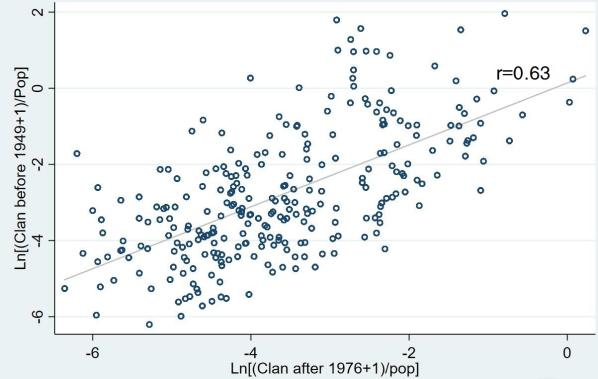 2
0
-2
-4
-6
Ln[(Clan before 1949+1)/Pop]
r=0.63
-6 -4 -2 0
Ln[(Clan after 1976+1)/pop]